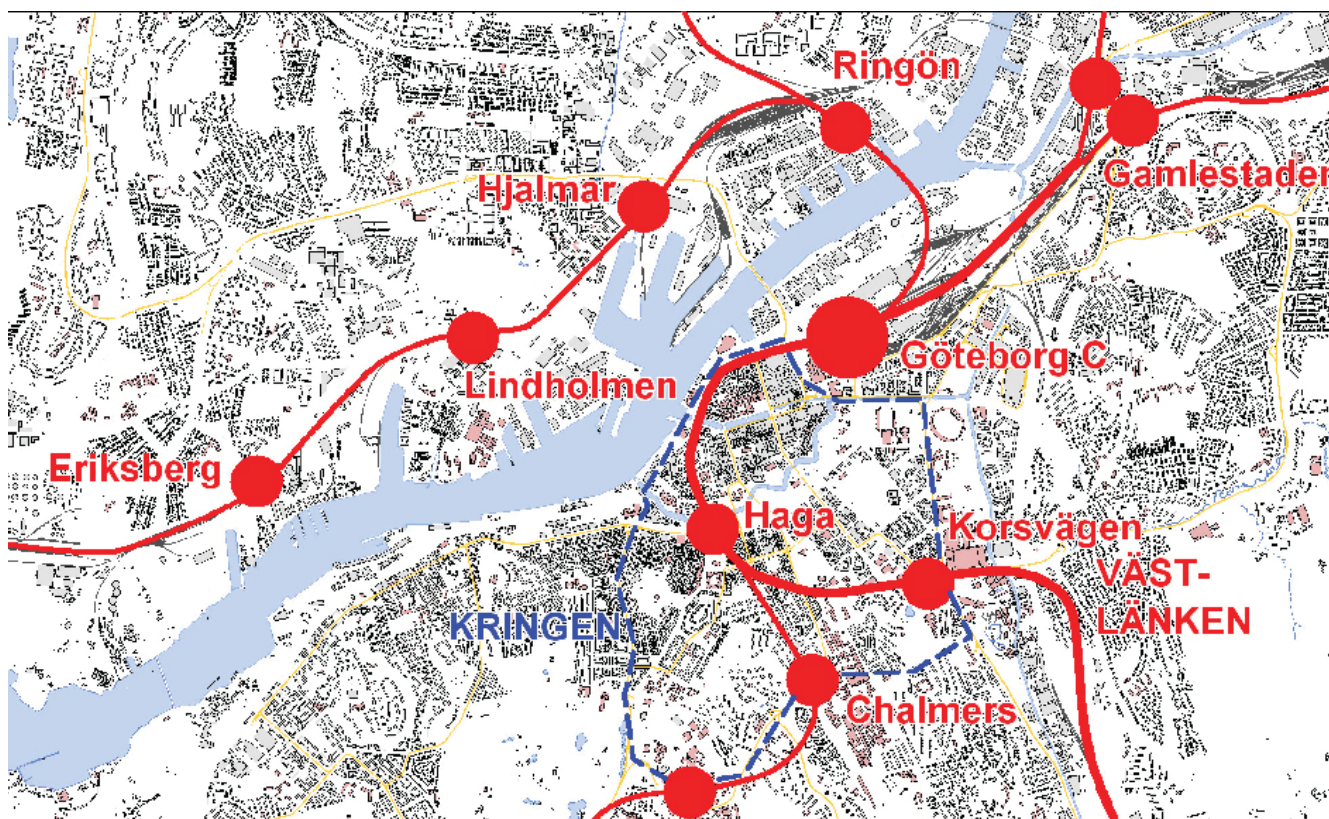 Ringön
Gamlestaden
Hjalmar
Göteborg C
Lindholmen
Eriksberg
Haga
Korsvägen
VÄST-
LÄNKEN
KRINGEN
Chalmers